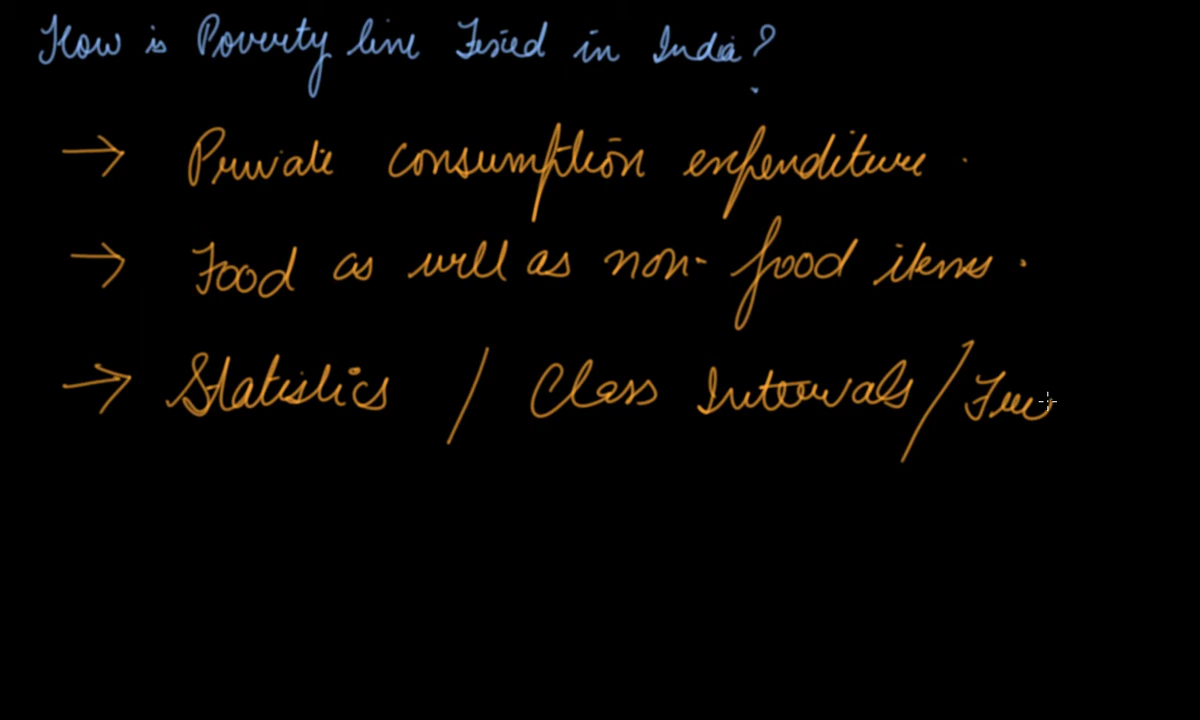 How is Poverty line Fixed in India?
→ Private consumption expenditure.
→ Food as well as non-food items.
→ Statistics / Class Intervals /